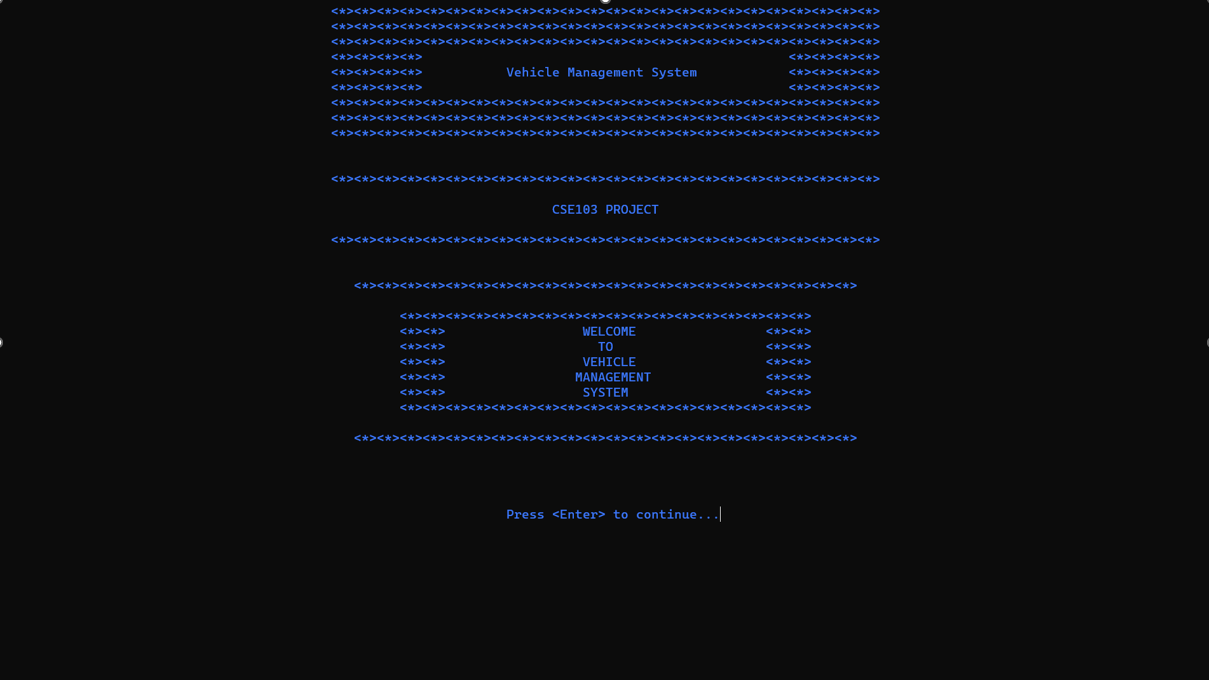 <*><*><*><*><*><*><*><*><*><*><*><*><*><*><*><*><*><*><*><*><*><*><*><*>
<*><*><*><*><*><*><*><*><*><*><*><*><*><*><*><*><*><*><*><*><*><*><*><*>
<*><*><*><*><*><*><*><*><*><*><*><*><*><*><*><*><*><*><*><*><*><*><*><*>
<*><*><*><*> <*><*><*><*>
<*><*><*><*> Vehicle Management System <*><*><*><*>
<*><*><*><*> <*><*><*><*>
<*><*><*><*><*><*><*><*><*><*><*><*><*><*><*><*><*><*><*><*><*><*><*><*>
<*><*><*><*><*><*><*><*><*><*><*><*><*><*><*><*><*><*><*><*><*><*><*><*>
<*><*><*><*><*><*><*><*><*><*><*><*><*><*><*><*><*><*><*><*><*><*><*><*>
<*><*><*><*><*><*><*><*><*><*><*><*><*><*><*><*><*><*><*><*><*><*><*><*>
CSE103 PROJECT
<*><*><*><*><*><*><*><*><*><*><*><*><*><*><*><*><*><*><*><*><*><*><*><*>
<*><*><*><*><*><*><*><*><*><*><*><*><*><*><*><*><*><*><*><*><*><*>
<*><*><*><*><*><*><*><*><*><*><*><*><*><*><*><*><*><*>
<*><*> WELCOME <*><*>
<*><*> TO <*><*>
<*><*> VEHICLE <*><*>
<*><*> MANAGEMENT <*><*>
<*><*> SYSTEM <*><*>
<*><*><*><*><*><*><*><*><*><*><*><*><*><*><*><*><*><*>
<*><*><*><*><*><*><*><*><*><*><*><*><*><*><*><*><*><*><*><*><*><*>
Press <Enter> to continue...